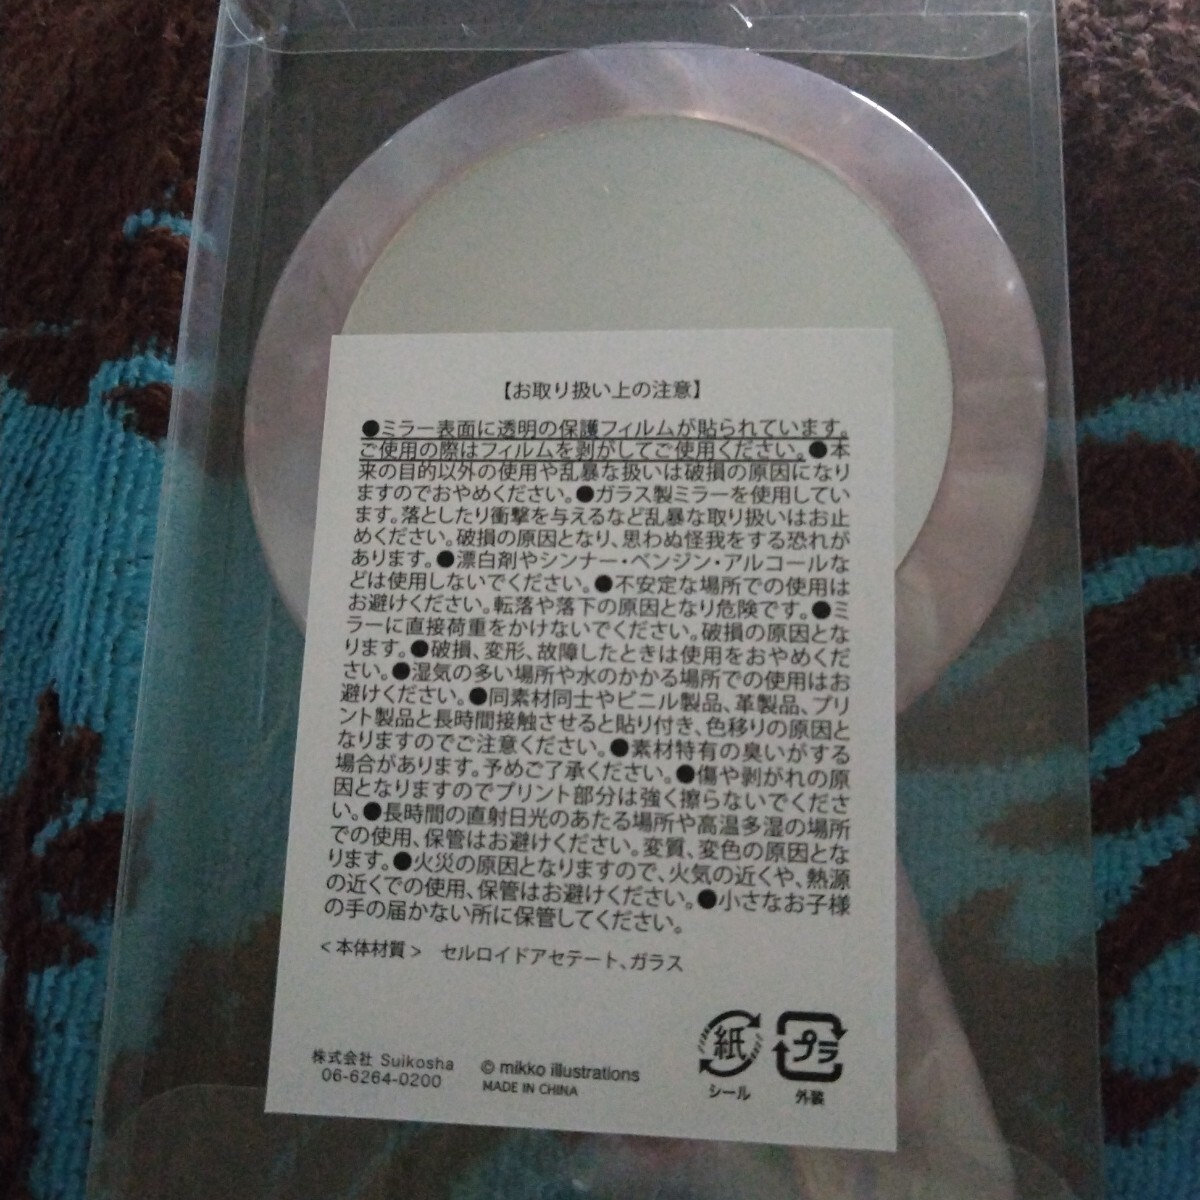 【お取り扱い上の注意】
●ミラー表面に透明の保護フィルムが貼られています。
ご使用の際はフィルムを剥がしてご使用ください。●本
来の目的以外の使用や乱暴な扱いは破損の原因になり
ますのでおやめください。●ガラス製ミラーを使用してい
ます。落としたり衝撃を与えるなど乱暴な取り扱いはお止
めください。破損の原因となり、思わぬ怪我をする恐れが
あります。●漂白剤やシンナー・ベンジン・アルコールな
どは使用しないでください。●不安定な場所での使用は
お避けください。転落や落下の原因となり危険です。●ミ
ラーに直接荷重をかけないでください。破損の原因とな
ります。●破損、変形、故障したときは使用をおやめくだ
さい。●湿気の多い場所や水のかかる場所での使用はお
避けください。●同素材同士やビニル製品、革製品、プリ
ント製品と長時間接触させると貼り付き、色移りの原因と
なりますのでご注意ください。●素材特有の臭いがする
場合があります。予めご了承ください。●傷や剥がれの原
因となりますのでプリント部分は強く擦らないでくださ
い。●長時間の直射日光のあたる場所や高温多湿の場所
での使用、保管はお避けください。変質、変色の原因とな
ります。●火災の原因となりますので、火気の近くや、熱源
の近くでの使用、保管はお避けください。●小さなお子様
の手の届かない所に保管してください。
<本体材質> セルロイドアセテート、ガラス
株式会社 Suikosha
06-6264-0200
© mikko illustrations
MADE IN CHINA
紙
シール
プラ
外装